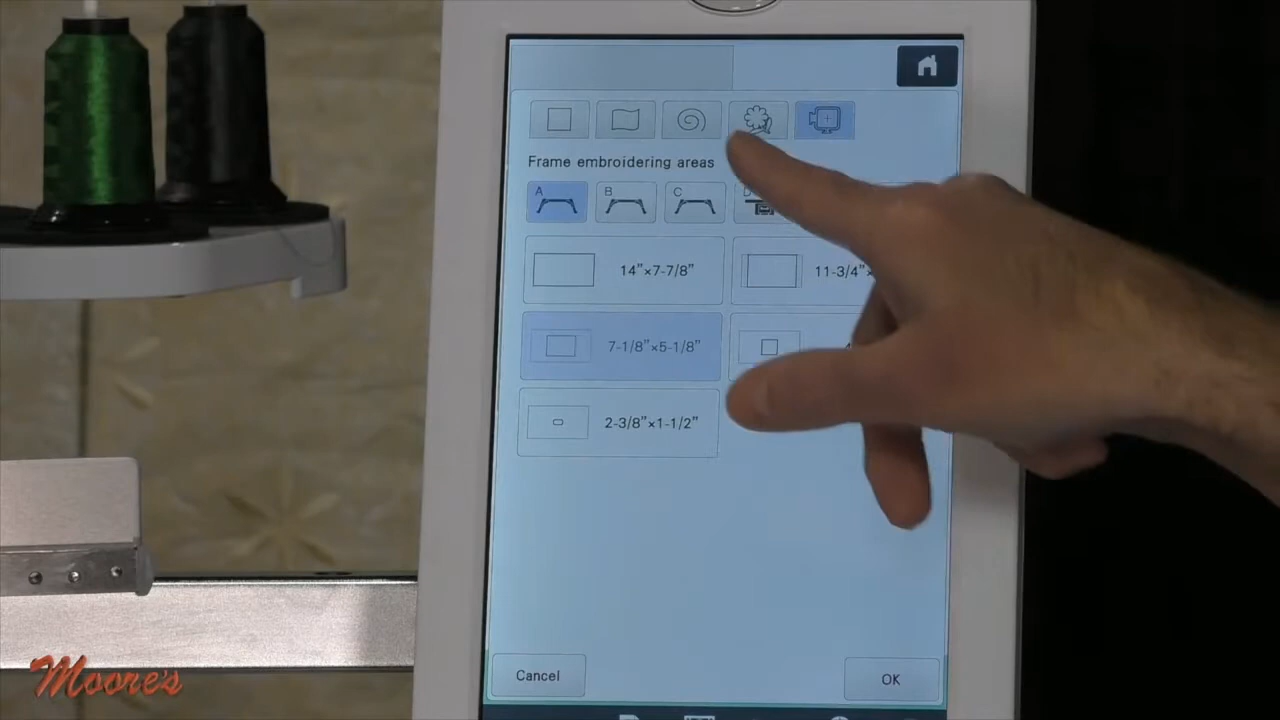 Frame embroidering areas
A B C D
14"×7-7/8" 11-3/4"×
7-1/8"×5-1/8" 4
2-3/8"×1-1/2"
Cancel OK
Moore's